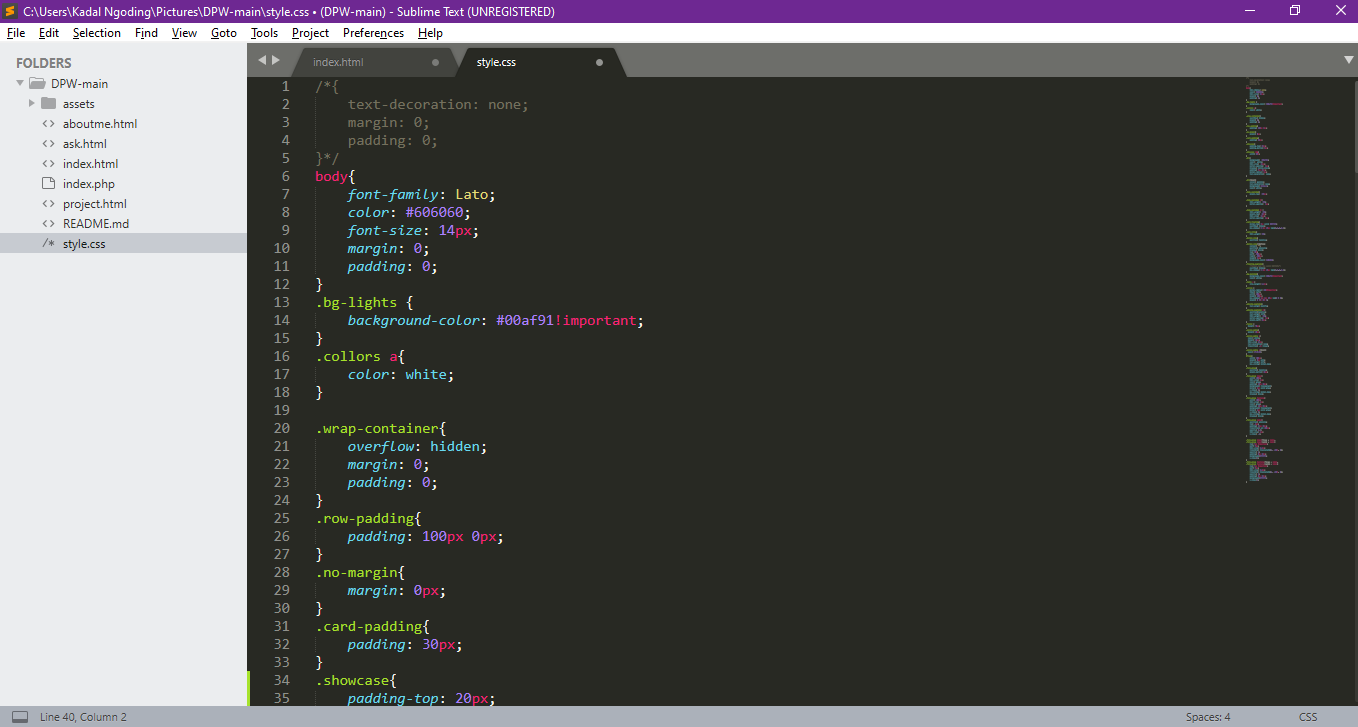 C:\Users\Kadal Ngoding\Pictures\DPW-main\style.css • (DPW-main) - Sublime Text (UNREGISTERED)
File Edit Selection Find View Goto Tools Project Preferences Help
FOLDERS
DPW-main
assets
<> aboutme.html
<> ask.html
<> index.html
index.php
<> project.html
<> README.md
/* style.css
index.html
style.css
1 /*{
2     text-decoration: none;
3     margin: 0;
4     padding: 0;
5 }*/
6 body{
7     font-family: Lato;
8     color: #606060;
9     font-size: 14px;
10     margin: 0;
11     padding: 0;
12 }
13 .bg-lights {
14     background-color: #00af91!important;
15 }
16 .collors a{
17     color: white;
18 }
19
20 .wrap-container{
21     overflow: hidden;
22     margin: 0;
23     padding: 0;
24 }
25 .row-padding{
26     padding: 100px 0px;
27 }
28 .no-margin{
29     margin: 0px;
30 }
31 .card-padding{
32     padding: 30px;
33 }
34 .showcase{
35     padding-top: 20px;
Line 40, Column 2
Spaces: 4
CSS